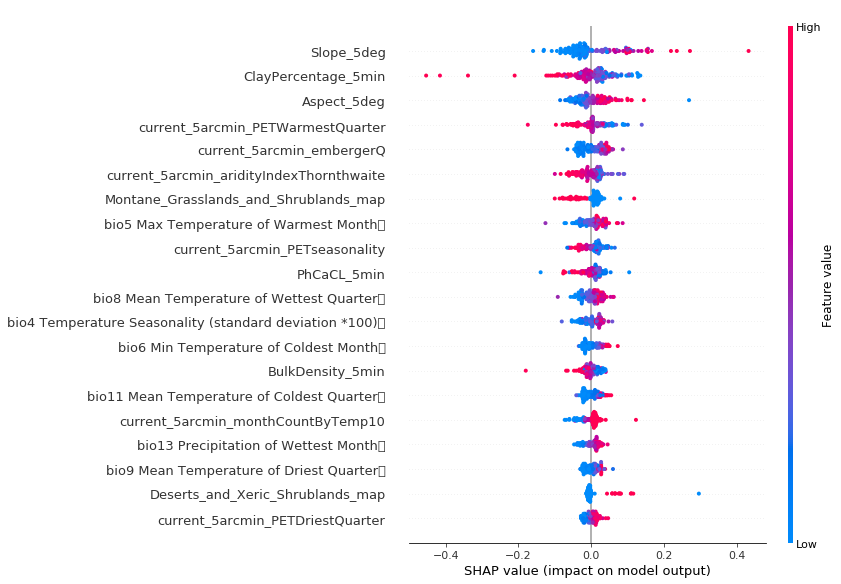 High
Slope_5deg
ClayPercentage_5min
Aspect_5deg
current_5arcmin_PETWarmestQuarter
current_5arcmin_embergerQ
current_5arcmin_aridityIndexThornthwaite
Montane_Grasslands_and_Shrublands_map
bio5 Max Temperature of Warmest Month▯
current_5arcmin_PETseasonality
PhCaCL_5min
bio8 Mean Temperature of Wettest Quarter▯
bio4 Temperature Seasonality (standard deviation *100)▯
bio6 Min Temperature of Coldest Month▯
BulkDensity_5min
bio11 Mean Temperature of Coldest Quarter▯
current_5arcmin_monthCountByTemp10
bio13 Precipitation of Wettest Month▯
bio9 Mean Temperature of Driest Quarter▯
Deserts_and_Xeric_Shrublands_map
current_5arcmin_PETDriestQuarter
Feature value
Low
−0.4 −0.2 0.0 0.2 0.4
SHAP value (impact on model output)